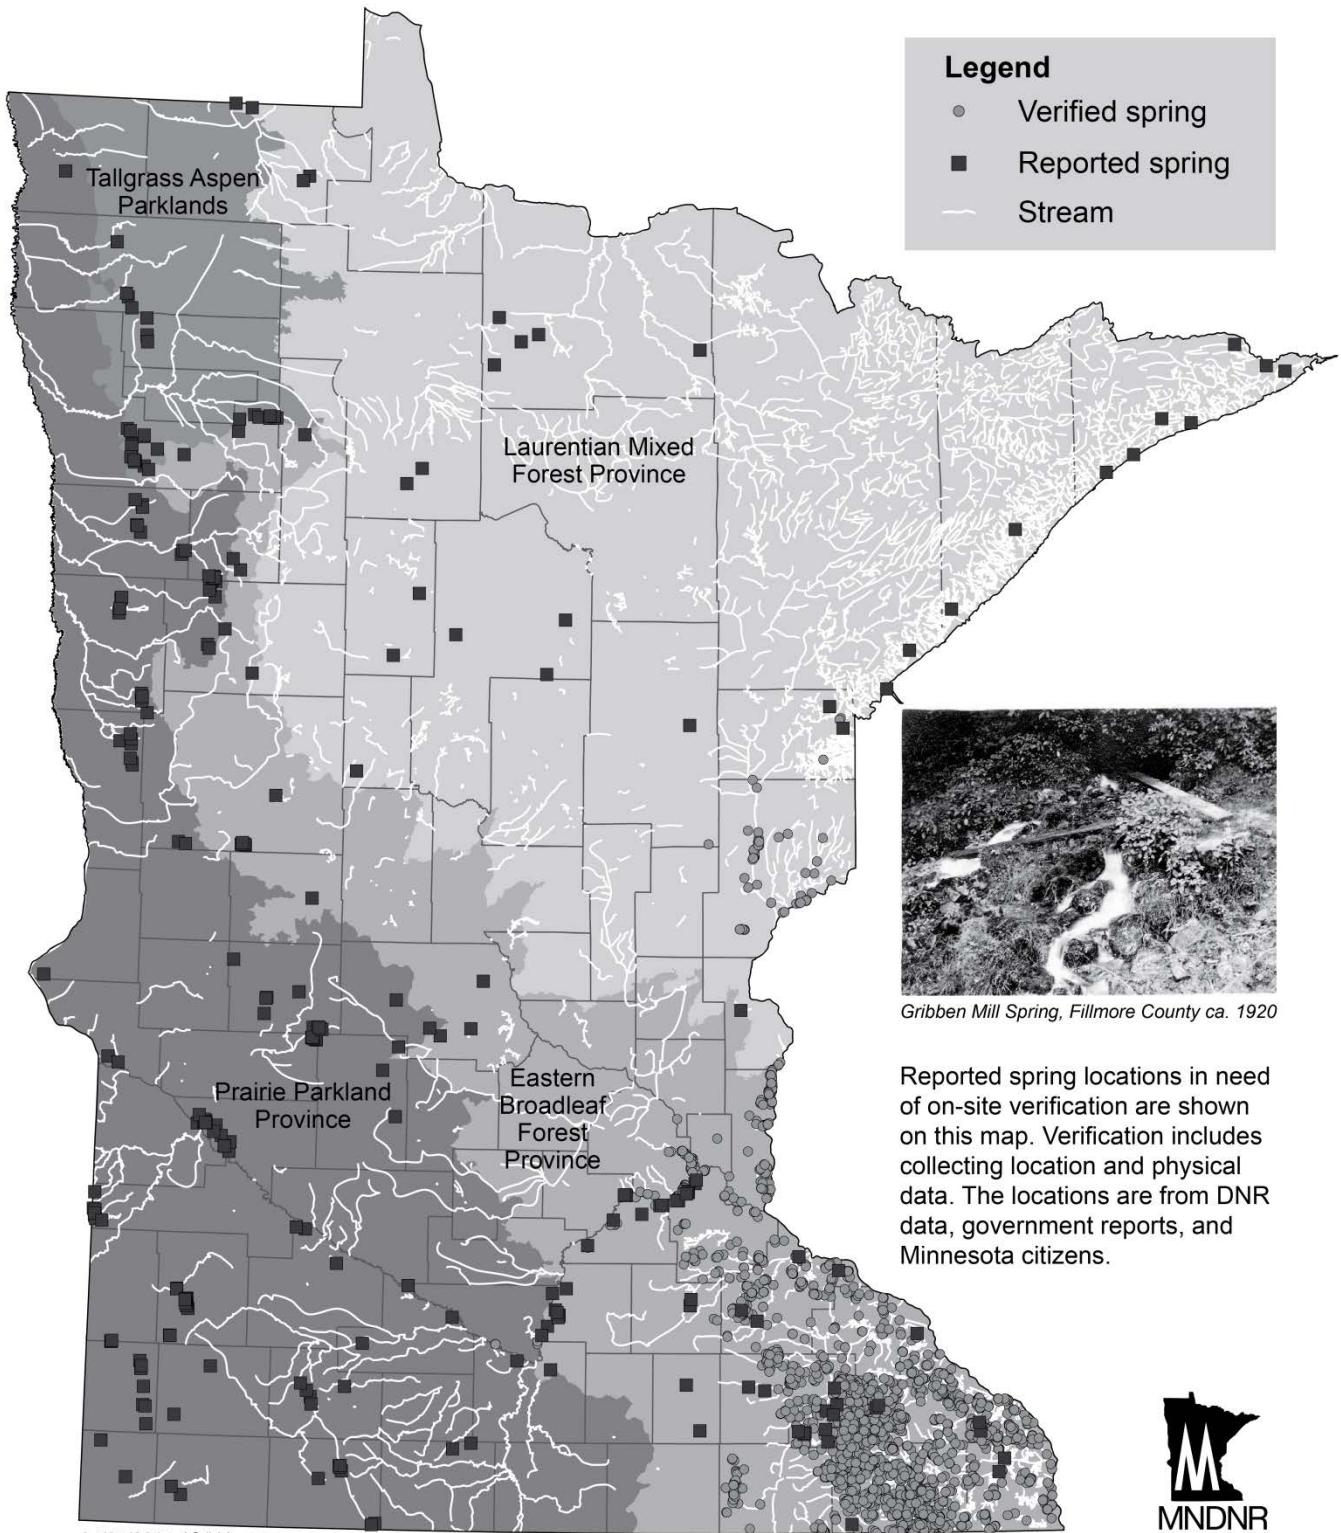 Legend
Verified spring
Reported spring
Stream
Tallgrass Aspen
Parklands
Laurentian Mixed
Forest Province
Prairie Parkland
Province
Eastern
Broadleaf
Forest
Province
Gribben Mill Spring, Fillmore County ca. 1920
Reported spring locations in need
of on-site verification are shown
on this map. Verification includes
collecting location and physical
data. The locations are from DNR
data, government reports, and
Minnesota citizens.
MNDNR